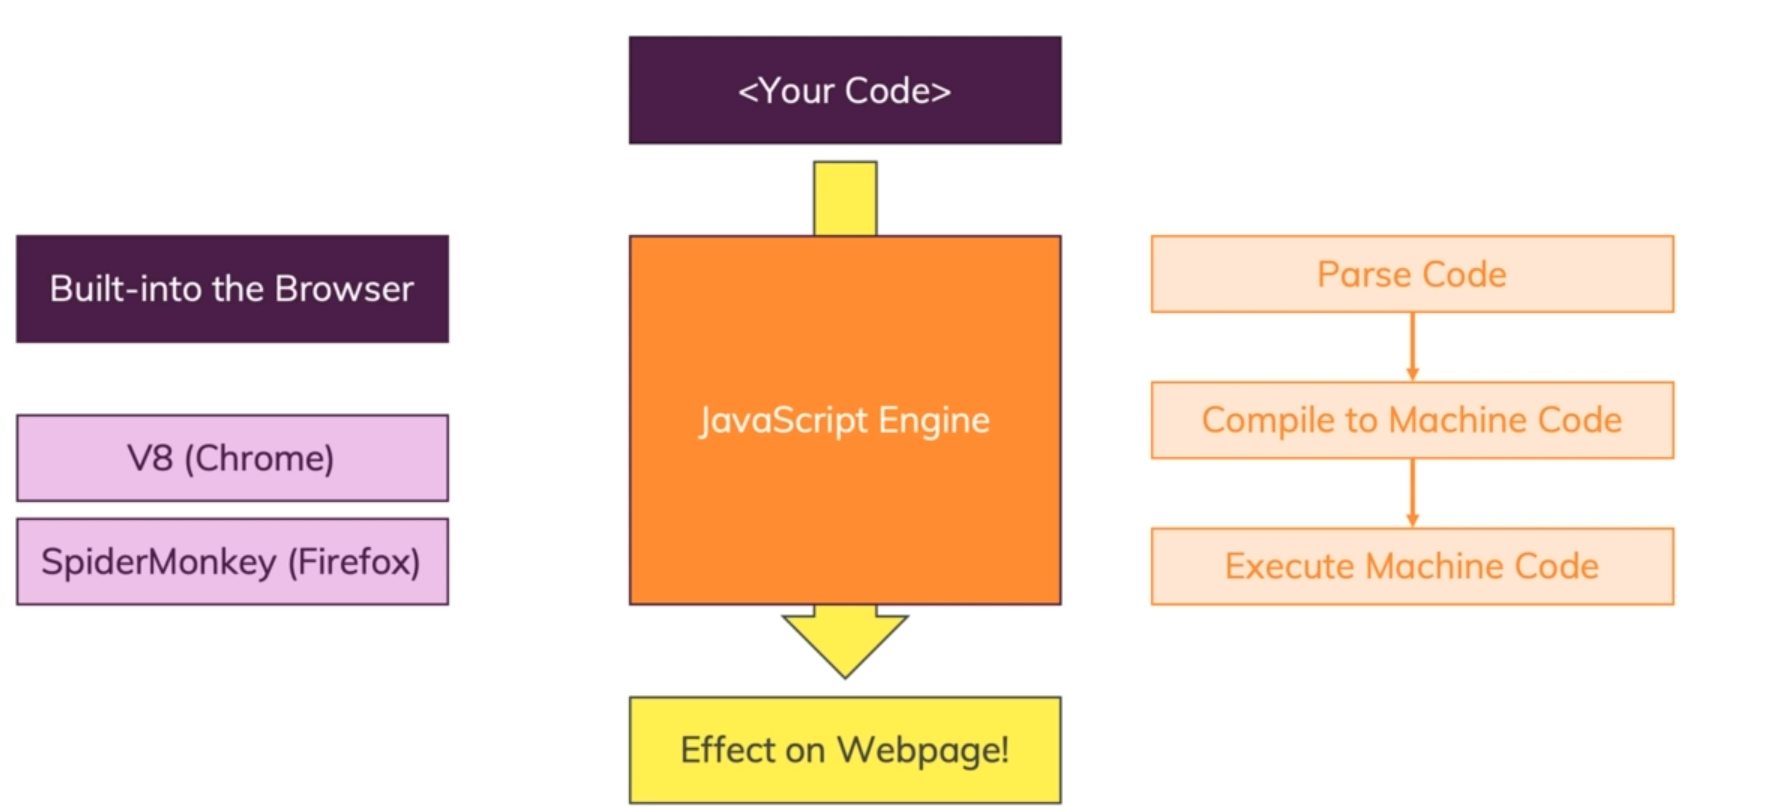 <Your Code>
Built-into the Browser
V8 (Chrome)
SpiderMonkey (Firefox)
JavaScript Engine
Parse Code
Compile to Machine Code
Execute Machine Code
Effect on Webpage!